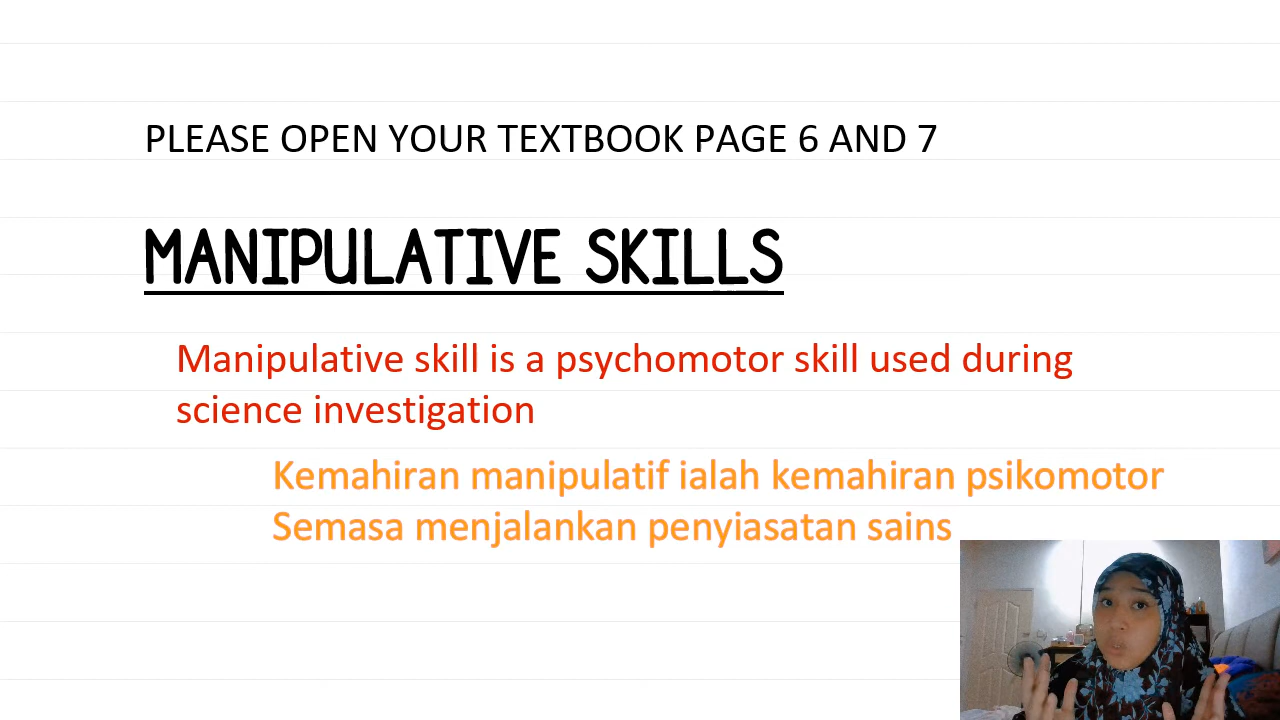 PLEASE OPEN YOUR TEXTBOOK PAGE 6 AND 7
MANIPULATIVE SKILLS
Manipulative skill is a psychomotor skill used during
science investigation
Kemahiran manipulatif ialah kemahiran psikomotor
Semasa menjalankan penyiasatan sains